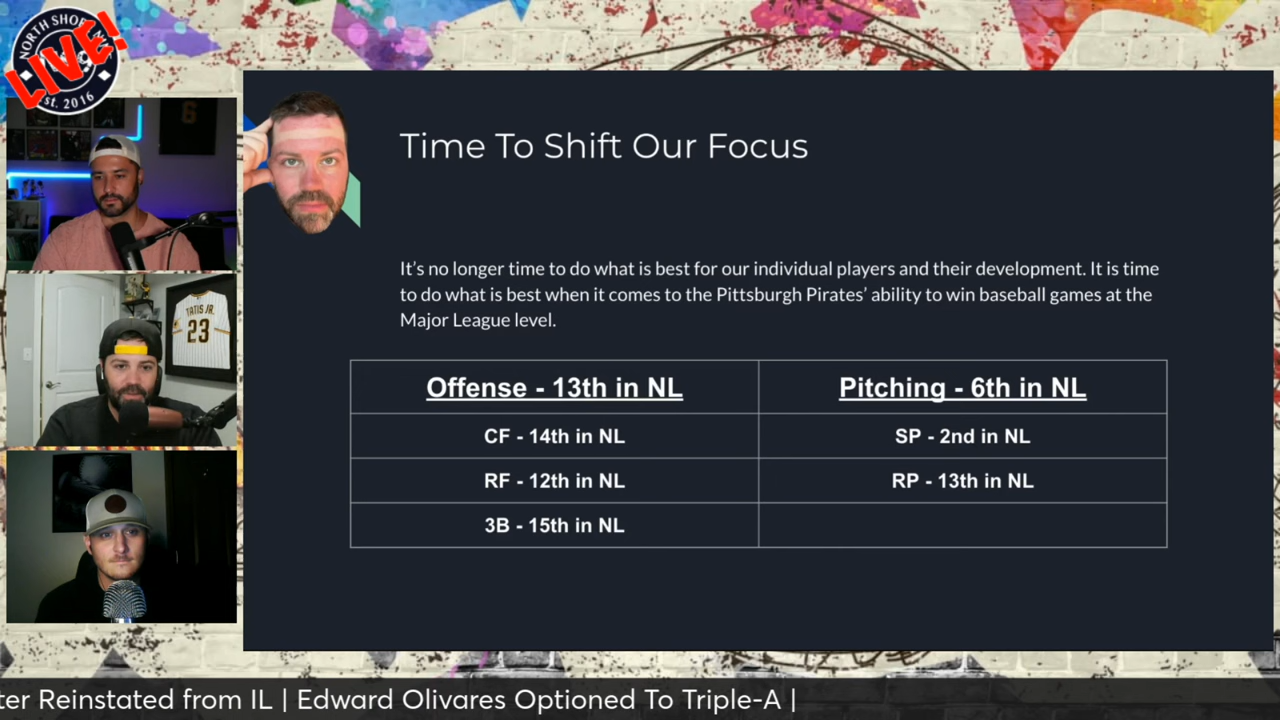 NORTH SHORE
LIVE!
est. 2016
6
TATIS JR.
23
Time To Shift Our Focus
It's no longer time to do what is best for our individual players and their development. It is time
to do what is best when it comes to the Pittsburgh Pirates' ability to win baseball games at the
Major League level.
Offense - 13th in NL
Pitching - 6th in NL
CF - 14th in NL
SP - 2nd in NL
RF - 12th in NL
RP - 13th in NL
3B - 15th in NL
ter Reinstated from IL | Edward Olivares Optioned To Triple-A |